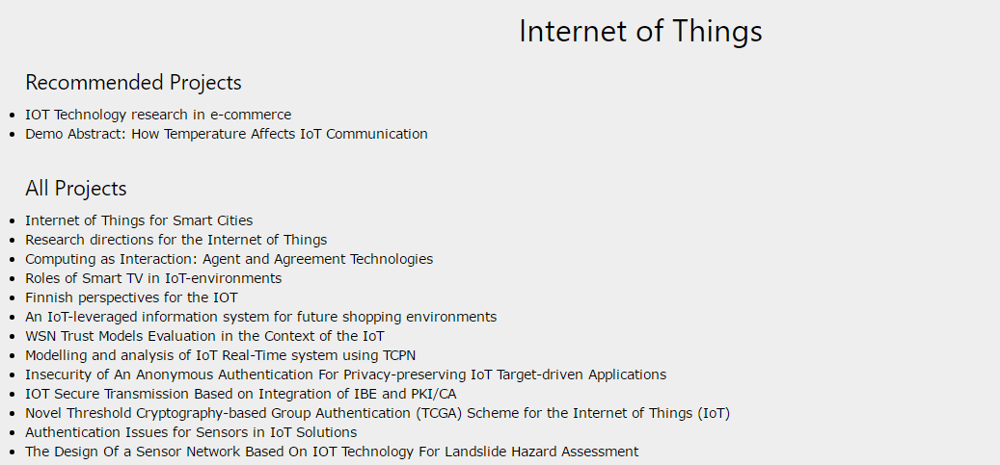 Internet of Things
Recommended Projects
IOT Technology research in e-commerce
Demo Abstract: How Temperature Affects IoT Communication
All Projects
Internet of Things for Smart Cities
Research directions for the Internet of Things
Computing as Interaction: Agent and Agreement Technologies
Roles of Smart TV in IoT-environments
Finnish perspectives for the IOT
An IoT-leveraged information system for future shopping environments
WSN Trust Models Evaluation in the Context of the IoT
Modelling and analysis of IoT Real-Time system using TCPN
Insecurity of An Anonymous Authentication For Privacy-preserving IoT Target-driven Applications
IOT Secure Transmission Based on Integration of IBE and PKI/CA
Novel Threshold Cryptography-based Group Authentication (TCGA) Scheme for the Internet of Things (IoT)
Authentication Issues for Sensors in IoT Solutions
The Design Of a Sensor Network Based On IOT Technology For Landslide Hazard Assessment